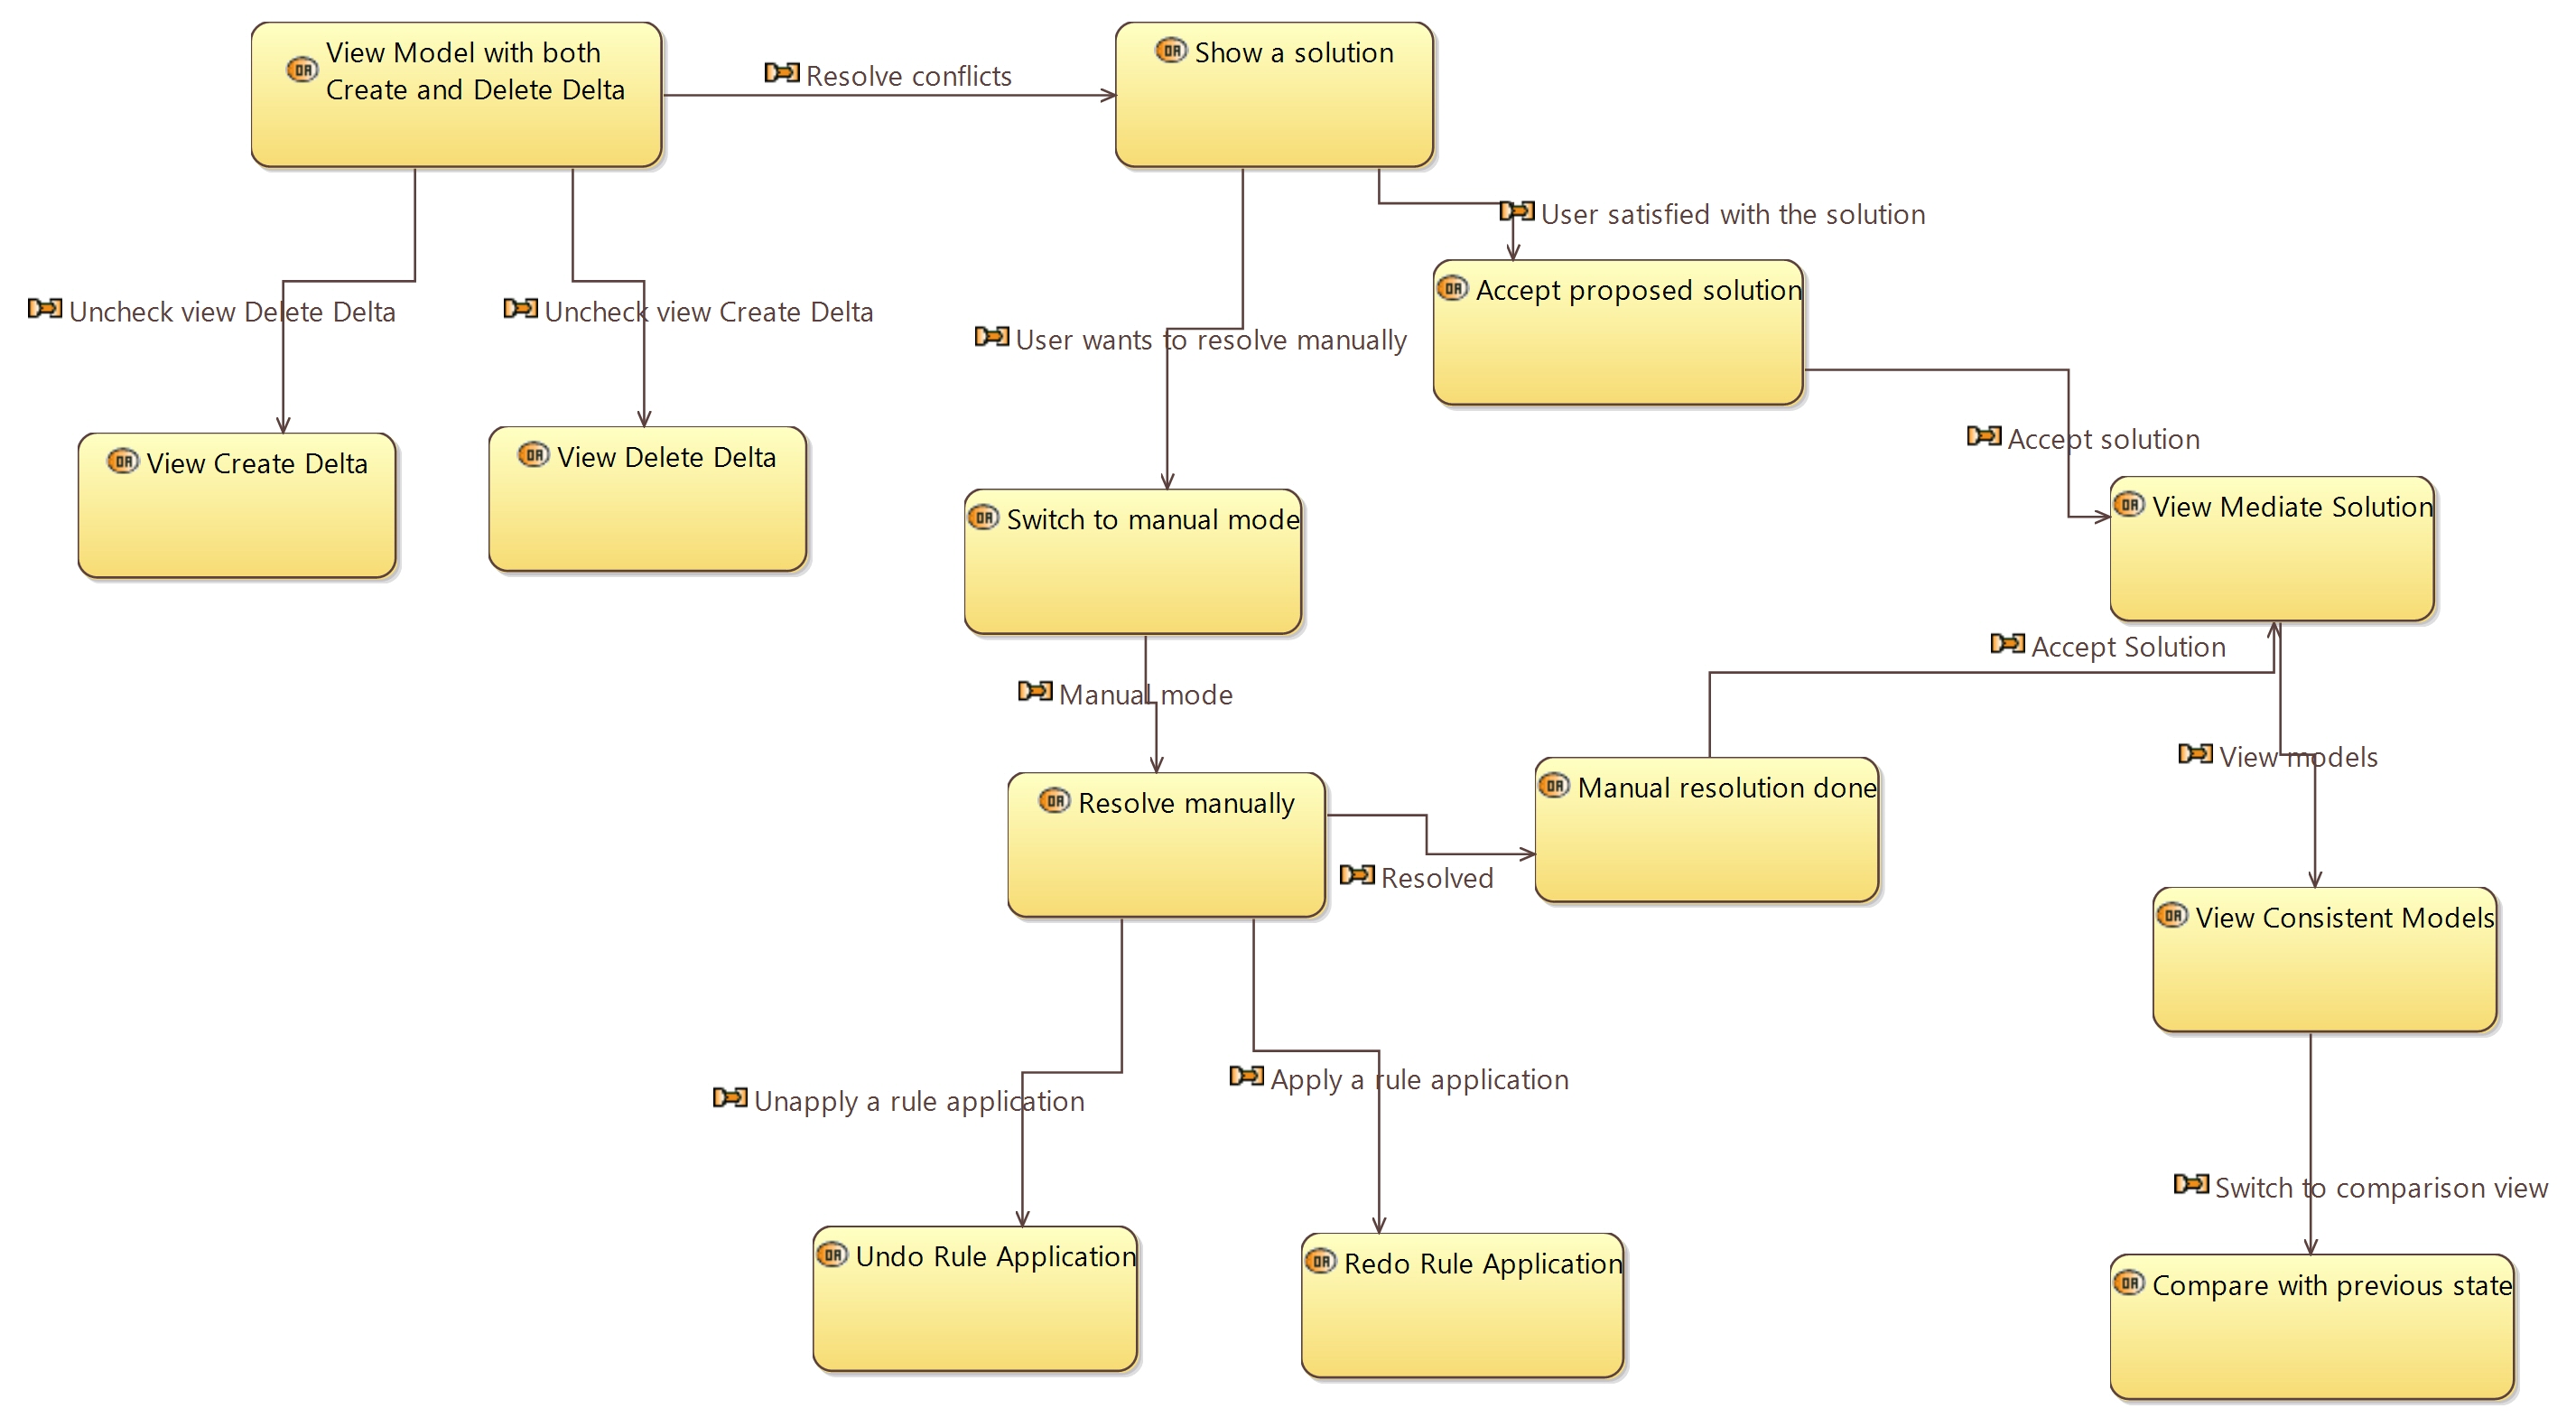 View Model with both
Create and Delete Delta
Resolve conflicts
Show a solution
User satisfied with the solution
Uncheck view Delete Delta
Uncheck view Create Delta
User wants to resolve manually
Accept proposed solution
Accept solution
View Create Delta
View Delete Delta
Switch to manual mode
View Mediate Solution
Accept Solution
Manual mode
View models
Resolve manually
Manual resolution done
Resolved
View Consistent Models
Unapply a rule application
Apply a rule application
Switch to comparison view
Undo Rule Application
Redo Rule Application
Compare with previous state